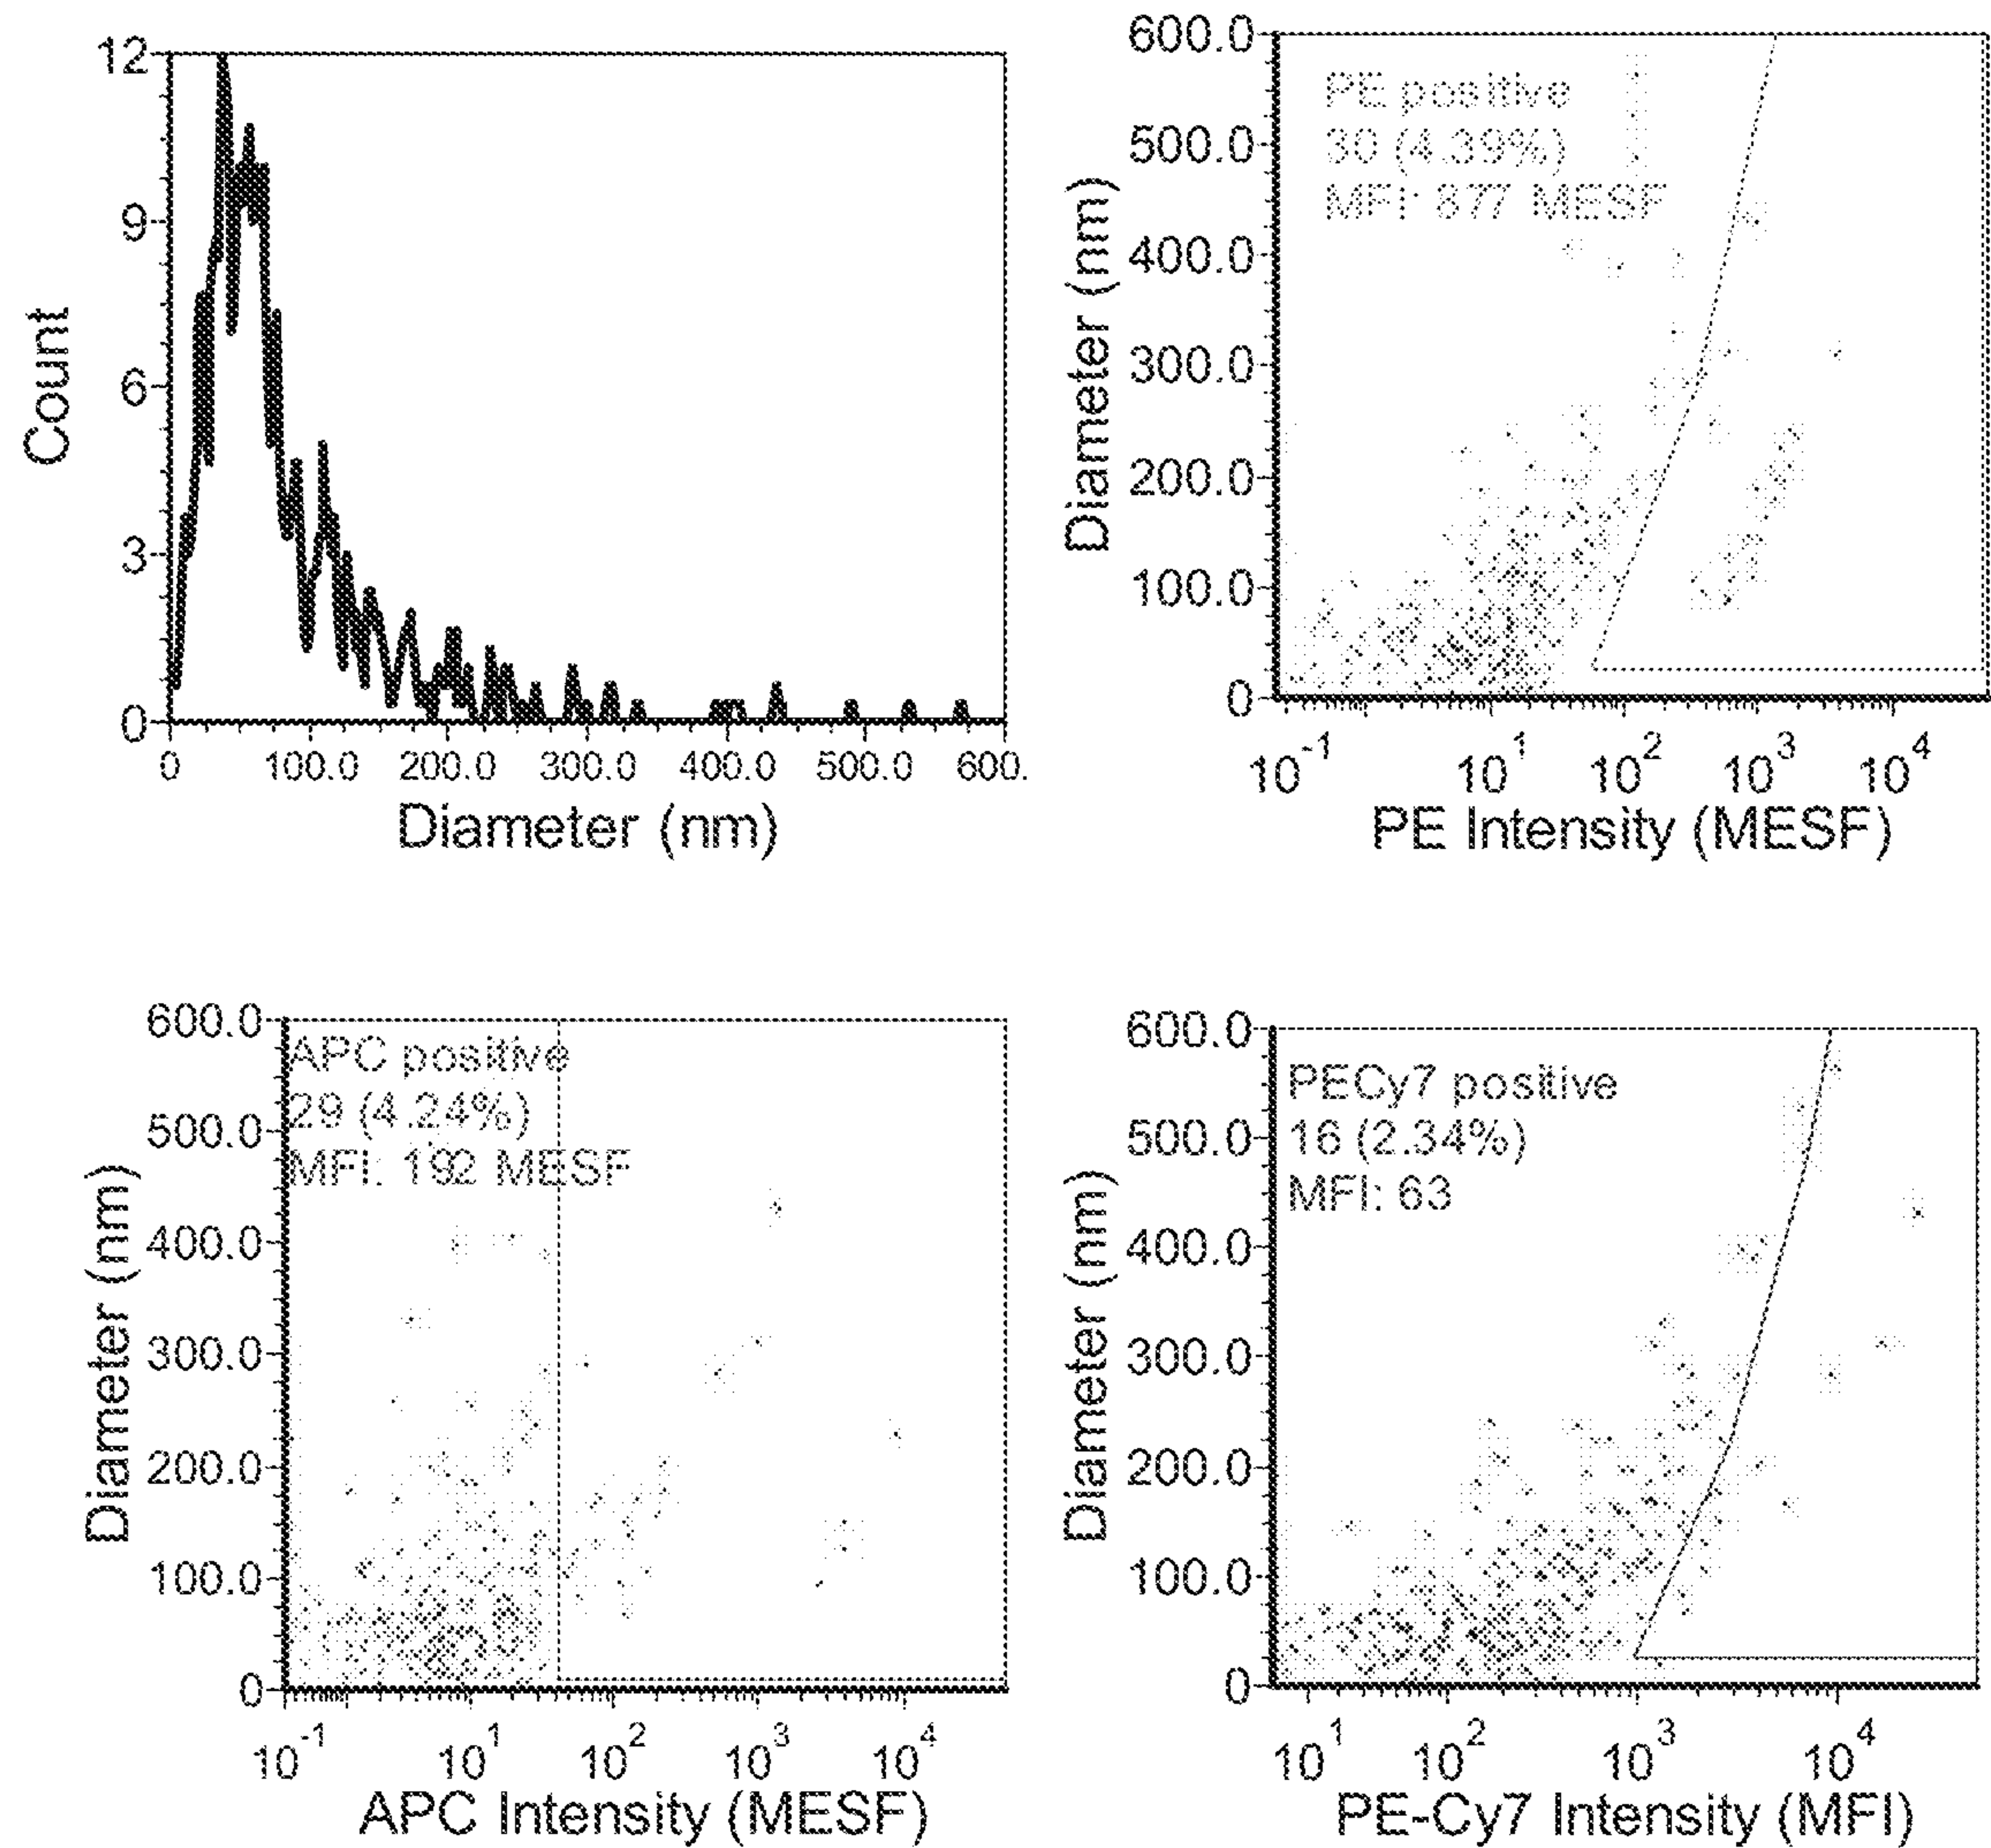 12
9
6
3
0
Count
0 100.0 200.0 300.0 400.0 500.0 600.
Diameter (nm)
600.0
500.0
400.0
300.0
200.0
100.0
0
Diameter (nm)
PE positive
30 (4.39%)
MFI: 877 MESF
10⁻¹ 10¹ 10² 10³ 10⁴
PE Intensity (MESF)
600.0
500.0
400.0
300.0
200.0
100.0
0
Diameter (nm)
APC positive
29 (4.24%)
MFI: 192 MESF
10⁻¹ 10¹ 10² 10³ 10⁴
APC Intensity (MESF)
600.0
500.0
400.0
300.0
200.0
100.0
0
Diameter (nm)
PECy7 positive
16 (2.34%)
MFI: 63
10¹ 10² 10³ 10⁴
PE-Cy7 Intensity (MFI)